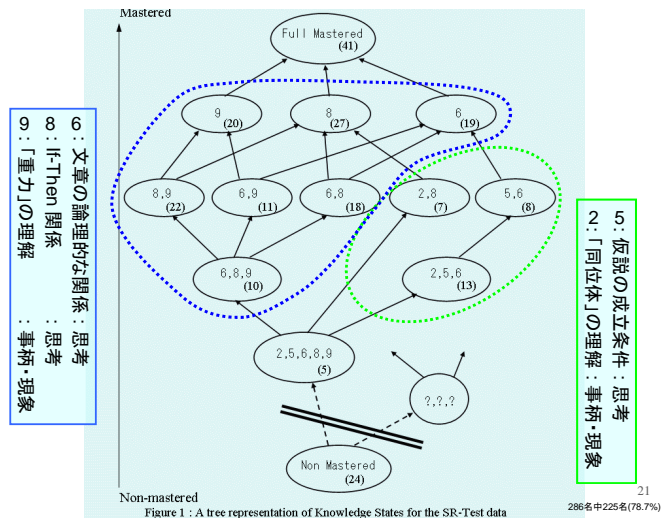 Mastered
Full Mastered
(41)
9
(20)
8
(27)
6
(19)
8,9
(22)
6,9
(11)
6,8
(18)
2,8
(7)
5,6
(8)
6,8,9
(10)
2,5,6
(13)
2,5,6,8,9
(5)
?,?,?
Non Mastered
(24)
Non-mastered
Figure 1 : A tree representation of Knowledge States for the SR-Test data
6：文章の論理的な関係：思考
8：If-Then 関係 ：思考
9：「重力」の理解 ：事柄・現象
5：仮説の成立条件：思考
2：「同位体」の理解：事柄・現象
21
286名中225名(78.7%)